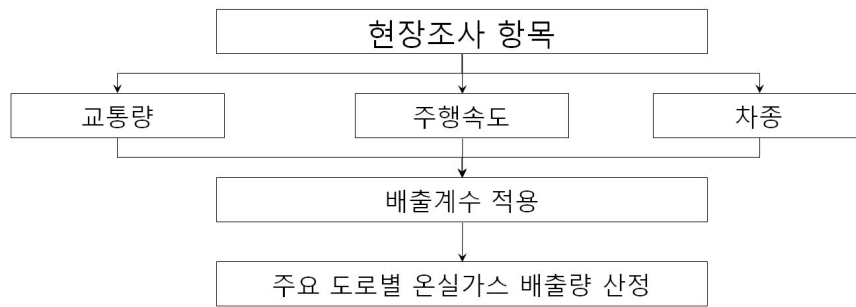 현장조사 항목
교통량
주행속도
차종
배출계수 적용
주요 도로별 온실가스 배출량 산정